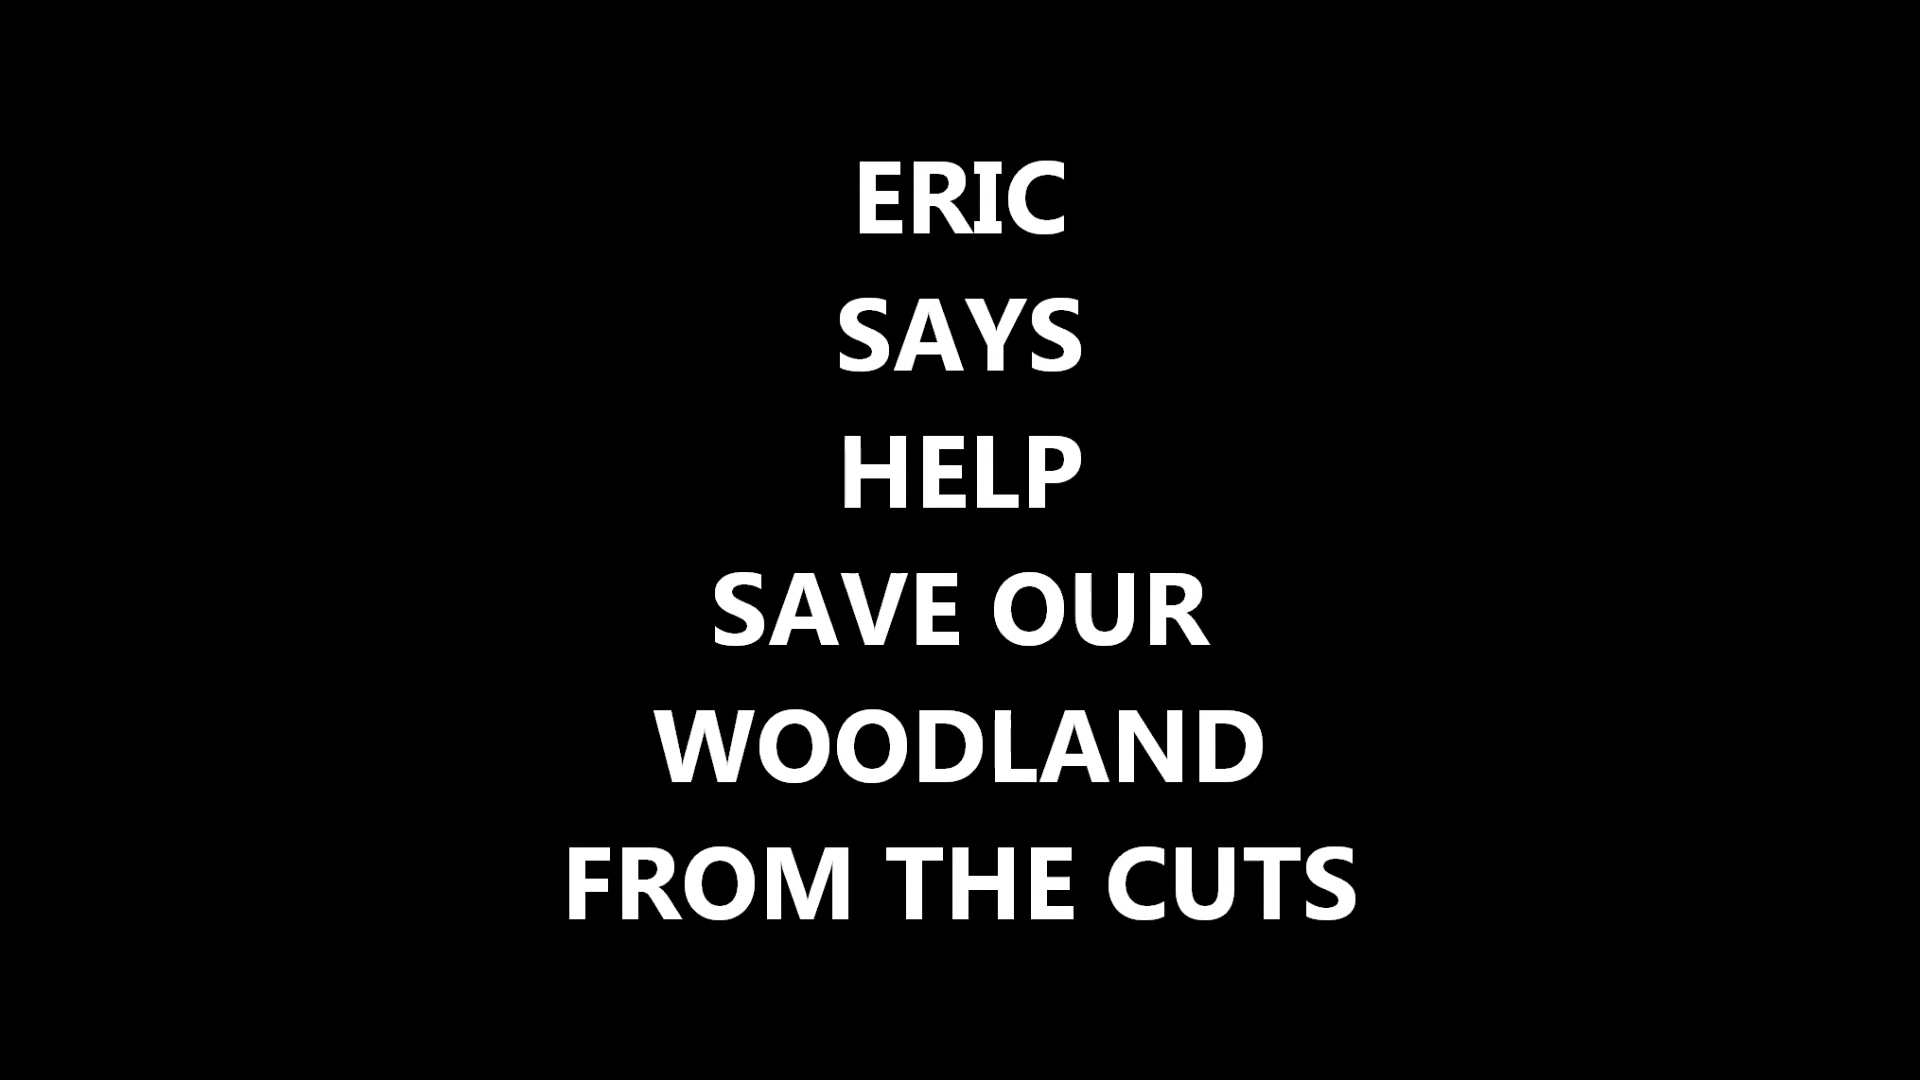 ERIC
SAYS
HELP
SAVE OUR
WOODLAND
FROM THE CUTS